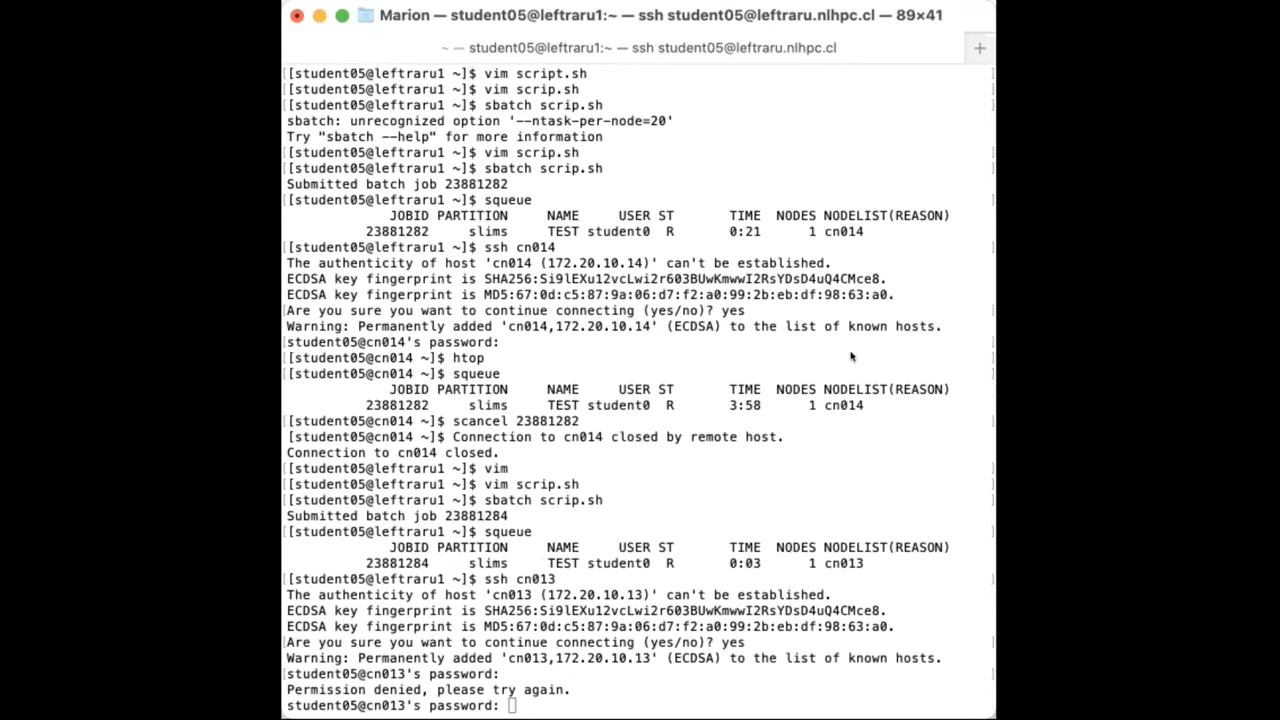 Marion — student05@leftraru1:~ — ssh student05@leftraru.nlhpc.cl — 89×41
~ — student05@leftraru1:~ — ssh student05@leftraru.nlhpc.cl
+
[[student05@leftraru1 ~]$ vim script.sh ]
[[student05@leftraru1 ~]$ vim scrip.sh ]
[[student05@leftraru1 ~]$ sbatch scrip.sh ]
sbatch: unrecognized option '--ntask-per-node=20'
Try "sbatch --help" for more information
[[student05@leftraru1 ~]$ vim scrip.sh ]
[[student05@leftraru1 ~]$ sbatch scrip.sh ]
Submitted batch job 23881282
[[student05@leftraru1 ~]$ squeue ]
JOBID PARTITION NAME USER ST TIME NODES NODELIST(REASON)
23881282 slims TEST student0 R 0:21 1 cn014
[[student05@leftraru1 ~]$ ssh cn014 ]
The authenticity of host 'cn014 (172.20.10.14)' can't be established.
ECDSA key fingerprint is SHA256:Si9lEXu12vcLwi2r603BUwKmwwI2RsYDsD4uQ4CMce8.
ECDSA key fingerprint is MD5:67:0d:c5:87:9a:06:d7:f2:a0:99:2b:eb:df:98:63:a0.
[Are you sure you want to continue connecting (yes/no)? yes ]
Warning: Permanently added 'cn014,172.20.10.14' (ECDSA) to the list of known hosts.
[student05@cn014's password: ]
[[student05@cn014 ~]$ htop ]
[[student05@cn014 ~]$ squeue ]
JOBID PARTITION NAME USER ST TIME NODES NODELIST(REASON)
23881282 slims TEST student0 R 3:58 1 cn014
[[student05@cn014 ~]$ scancel 23881282 ]
[student05@cn014 ~]$ Connection to cn014 closed by remote host.
Connection to cn014 closed.
[[student05@leftraru1 ~]$ vim ]
[[student05@leftraru1 ~]$ vim scrip.sh ]
[[student05@leftraru1 ~]$ sbatch scrip.sh ]
Submitted batch job 23881284
[[student05@leftraru1 ~]$ squeue ]
JOBID PARTITION NAME USER ST TIME NODES NODELIST(REASON)
23881284 slims TEST student0 R 0:03 1 cn013
[[student05@leftraru1 ~]$ ssh cn013 ]
The authenticity of host 'cn013 (172.20.10.13)' can't be established.
ECDSA key fingerprint is SHA256:Si9lEXu12vcLwi2r603BUwKmwwI2RsYDsD4uQ4CMce8.
ECDSA key fingerprint is MD5:67:0d:c5:87:9a:06:d7:f2:a0:99:2b:eb:df:98:63:a0.
[Are you sure you want to continue connecting (yes/no)? yes ]
Warning: Permanently added 'cn013,172.20.10.13' (ECDSA) to the list of known hosts.
[student05@cn013's password: ]
Permission denied, please try again.
student05@cn013's password: